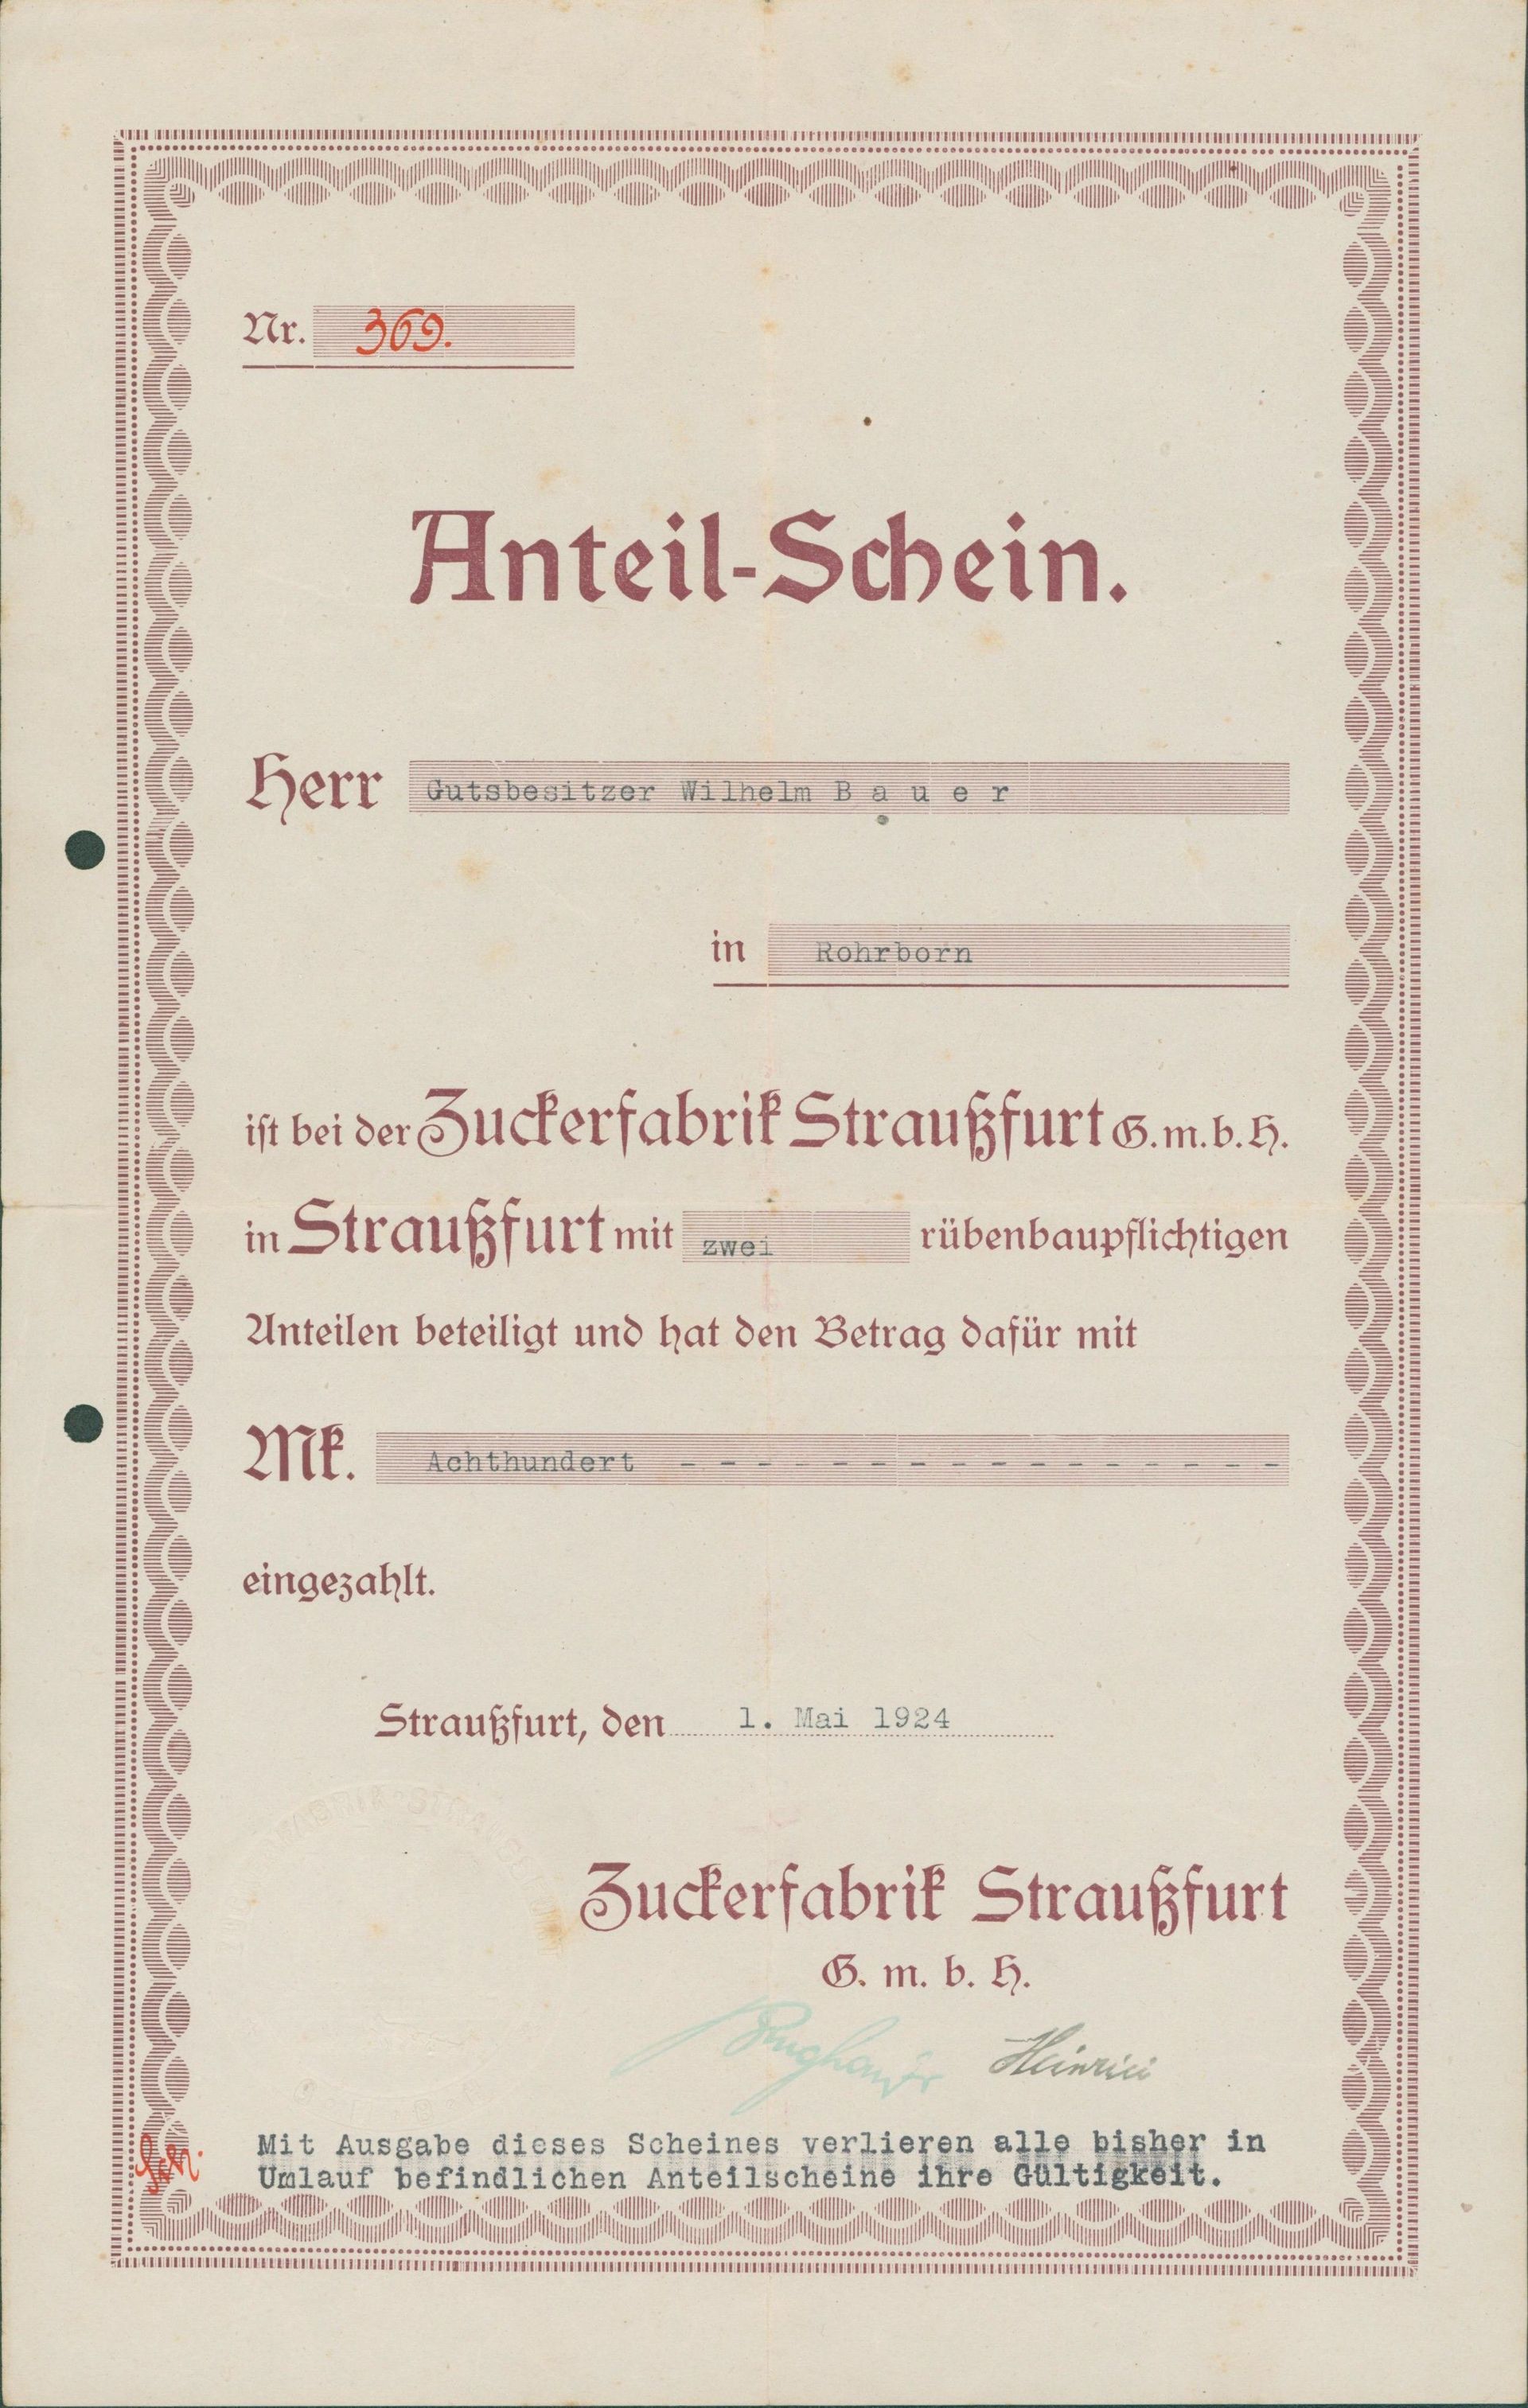 Nr. 369.
Anteil-Schein.
Herr Gutsbesitzer Wilhelm Bauer
in Rohrborn
ist bei der Zuckerfabrik Straußfurt G.m.b.H.
in Straußfurt mit zwei rübenbaupflichtigen
Anteilen beteiligt und hat den Betrag dafür mit
Mk. Achthundert - - - - - - - - - - - - - - - - -
eingezahlt.
Straußfurt, den 1. Mai 1924
Zuckerfabrik Straußfurt
G. m. b. H.
Heinrici
Mit Ausgabe dieses Scheines verlieren alle bisher in
Umlauf befindlichen Anteilscheine ihre Gültigkeit.